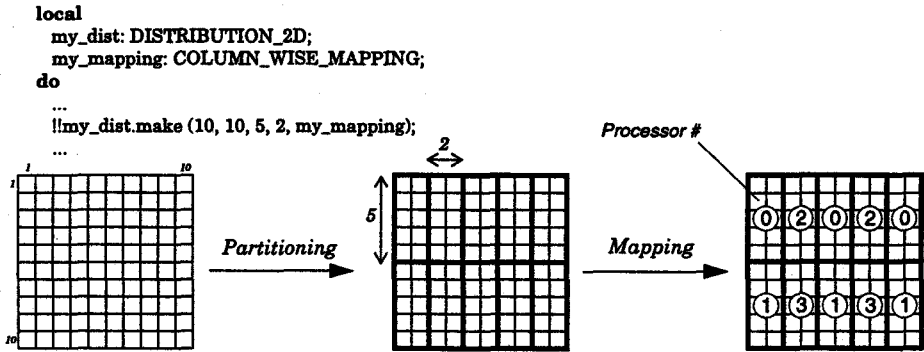 local
my_dist: DISTRIBUTION_2D;
my_mapping: COLUMN_WISE_MAPPING;
do
...
!!my_dist.make (10, 10, 5, 2, my_mapping);
...
Processor #
1 10
1
10
2
5
Partitioning
Mapping
0 2 0 2 0
1 3 1 3 1